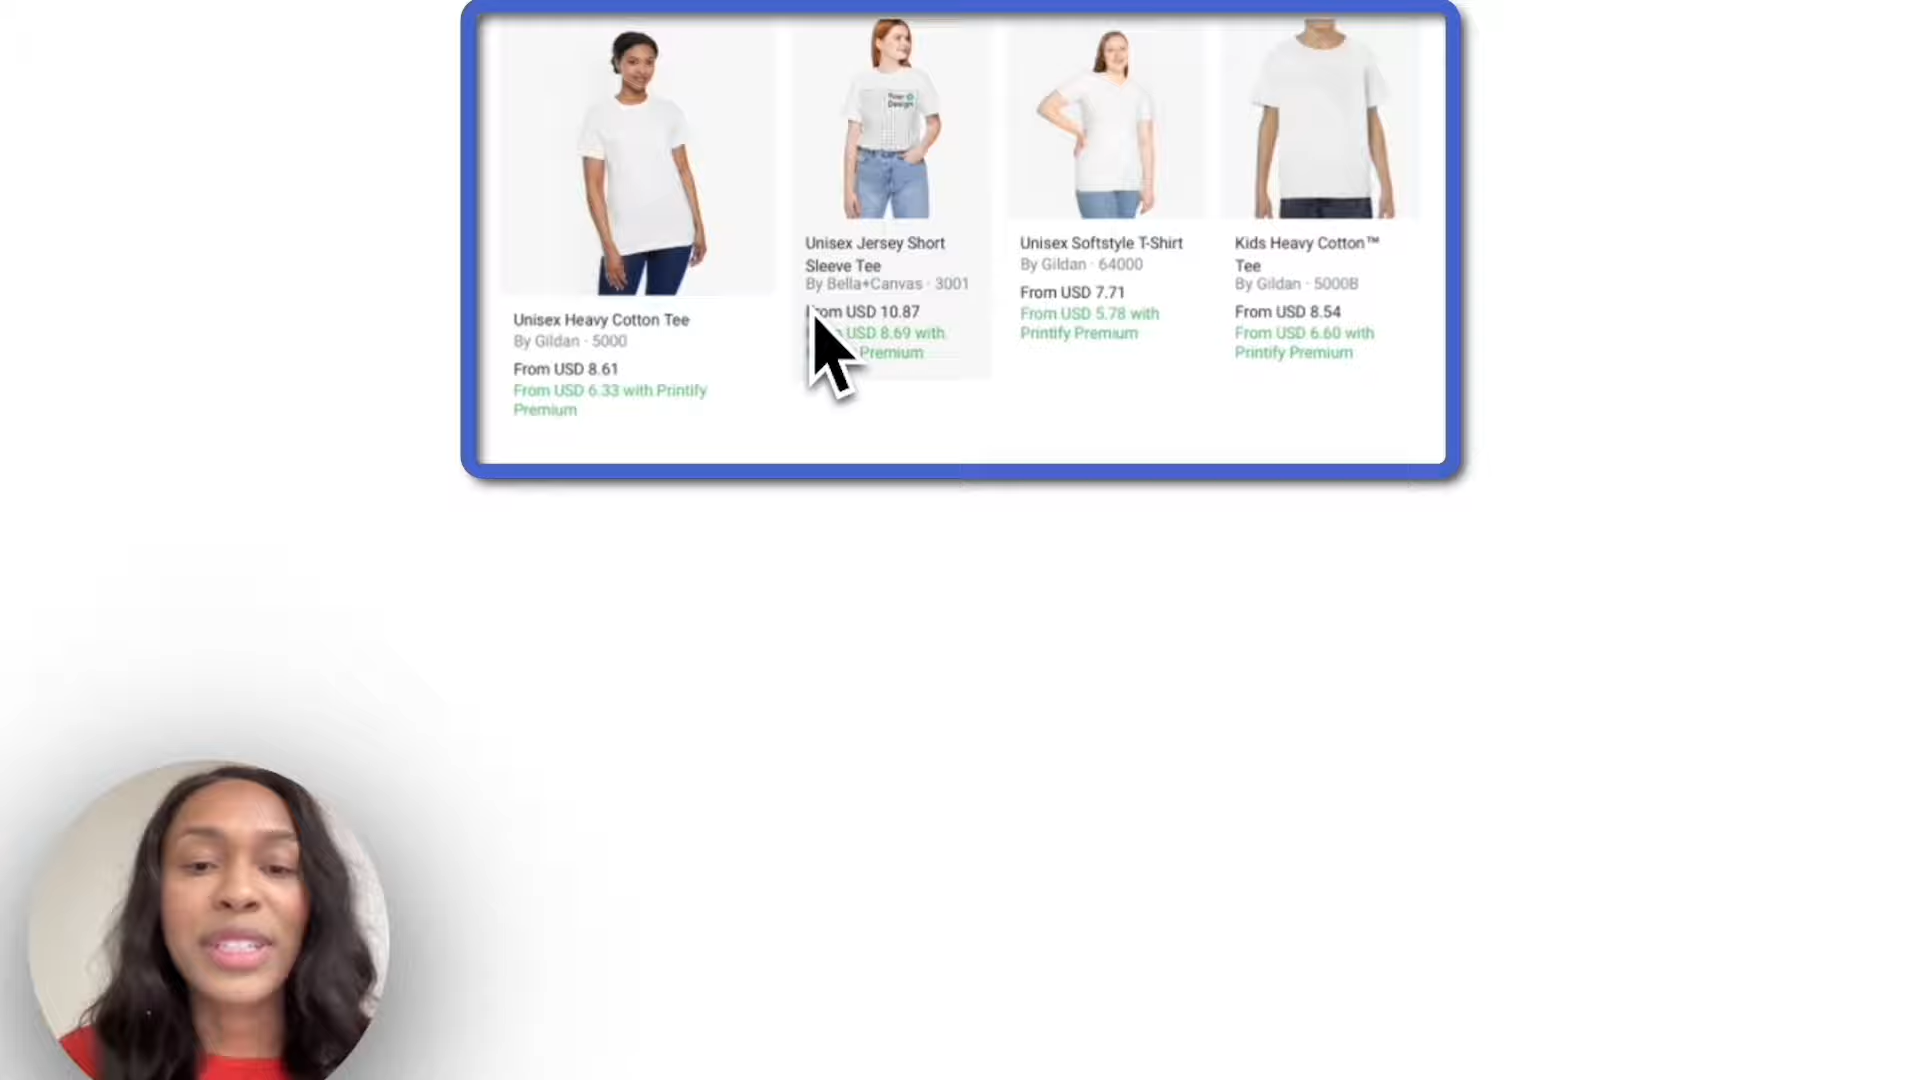 Your
Design
Unisex Heavy Cotton Tee
By Gildan · 5000
From USD 8.61
From USD 6.33 with Printify
Premium
Unisex Jersey Short
Sleeve Tee
By Bella+Canvas · 3001
From USD 10.87
USD 8.69 with
Premium
Unisex Softstyle T-Shirt
By Gildan · 64000
From USD 7.71
From USD 5.78 with
Printify Premium
Kids Heavy Cotton™
Tee
By Gildan · 5000B
From USD 8.54
From USD 6.60 with
Printify Premium